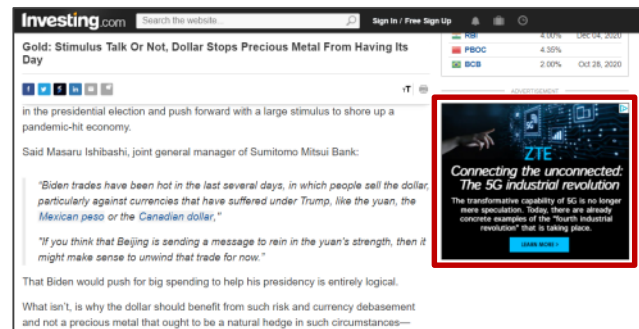 Investing.com
Search the website...
Sign In / Free Sign Up
Gold: Stimulus Talk Or Not, Dollar Stops Precious Metal From Having Its
Day
in the presidential election and push forward with a large stimulus to shore up a
pandemic-hit economy.
Said Masaru Ishibashi, joint general manager of Sumitomo Mitsui Bank:
"Biden trades have been hot in the last several days, in which people sell the dollar,
particularly against currencies that have suffered under Trump, like the yuan, the
Mexican peso or the Canadian dollar,"
"If you think that Beijing is sending a message to rein in the yuan's strength, then it
might make sense to unwind that trade for now."
That Biden would push for big spending to help his presidency is entirely logical.
What isn't, is why the dollar should benefit from such risk and currency debasement
and not a precious metal that ought to be a natural hedge in such circumstances—
RBI 4.00% Dec 04, 2020
PBOC 4.35%
BCB 2.00% Oct 28, 2020
ADVERTISEMENT
5G
ZTE
Connecting the unconnected:
The 5G industrial revolution
The transformative capability of 5G is no longer
mere speculation. Today, there are already
concrete examples of the "fourth industrial
revolution" that is taking place.
LEARN MORE >